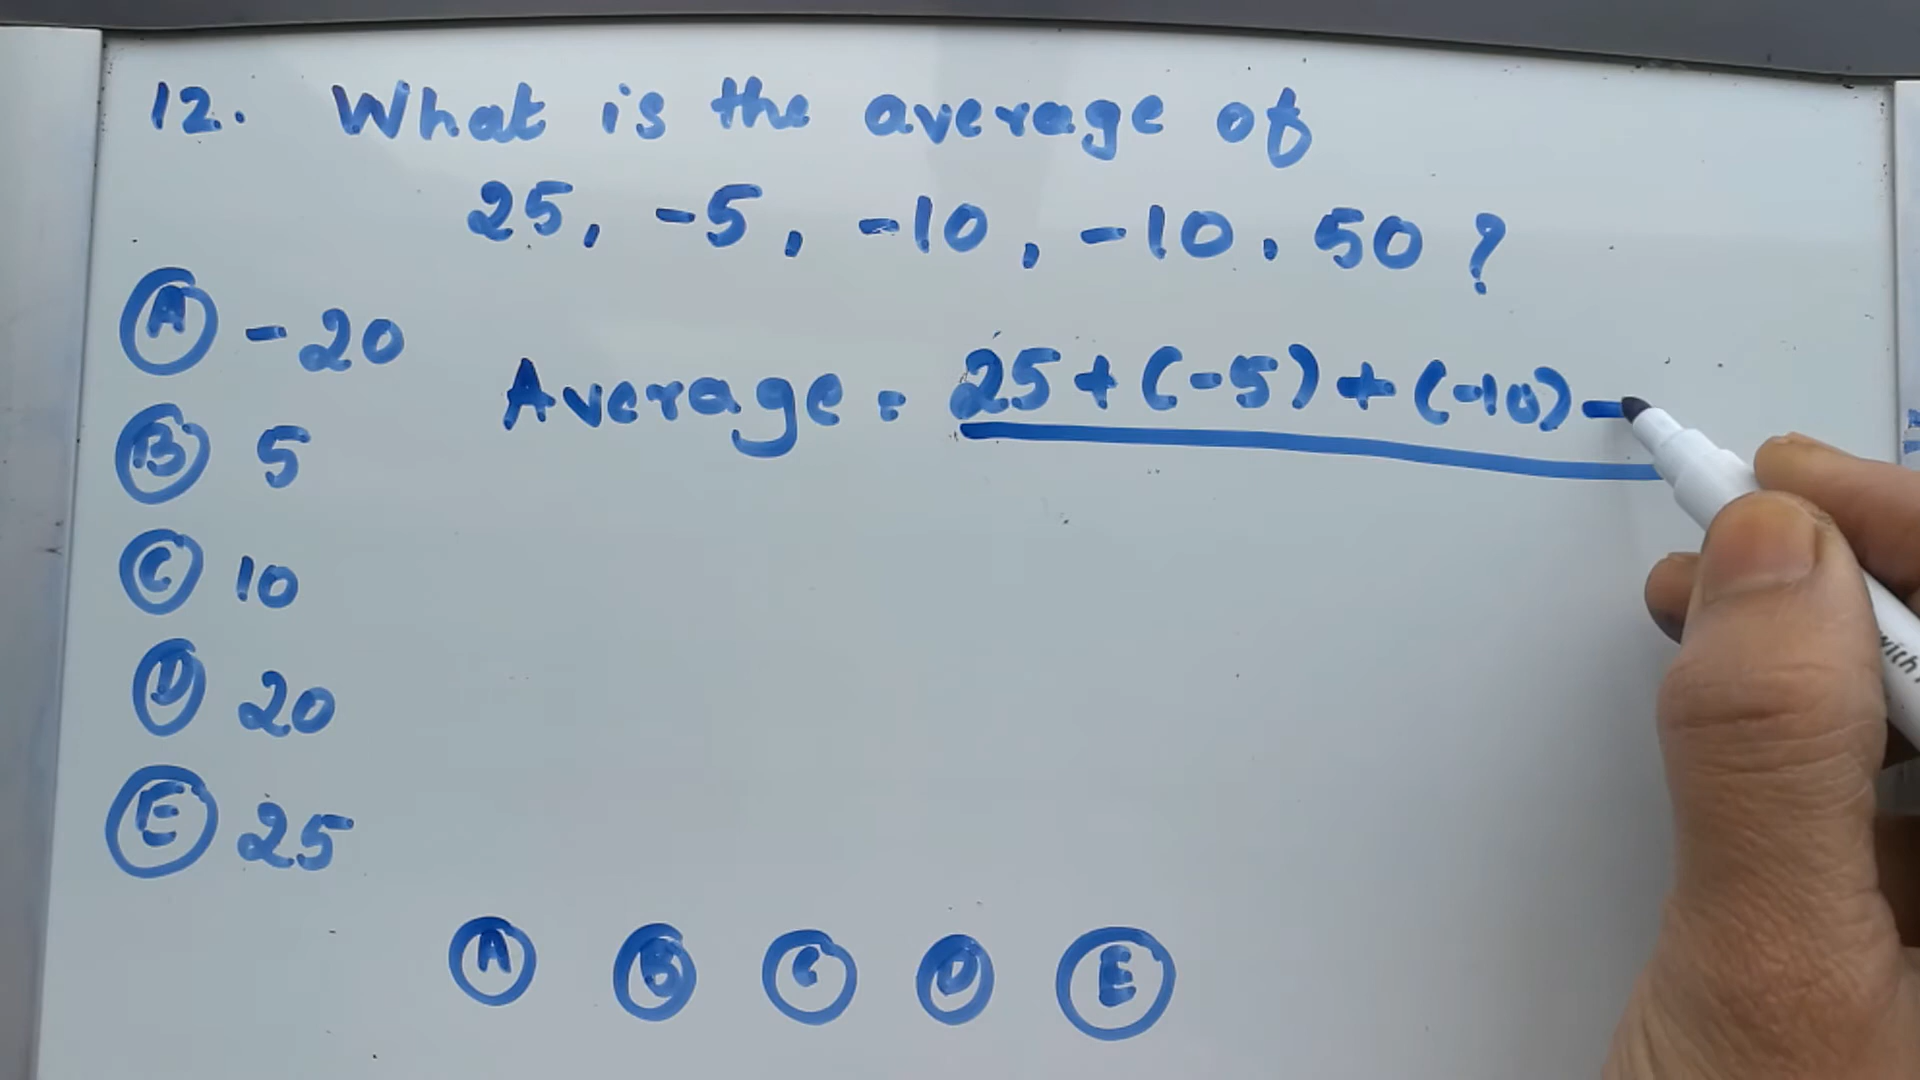 12. What is the average of
25, -5, -10, -10, 50?
A -20
B 5
C 10
D 20
E 25
Average = 25+(-5)+(-10)-
A B C D E
with